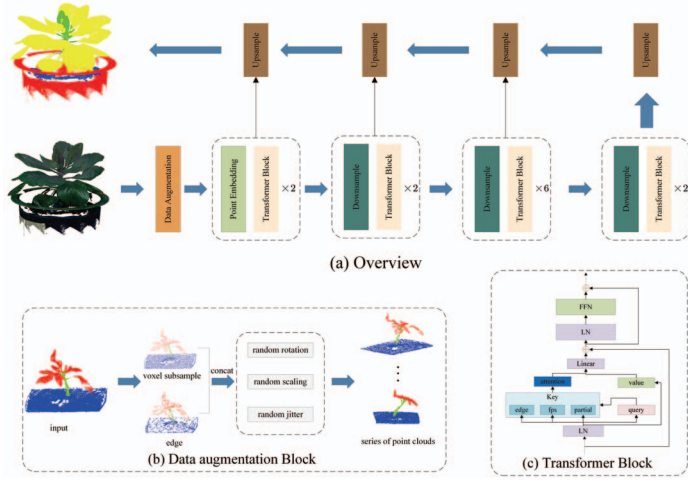 Upsample
Upsample
Upsample
Upsample
Data Augmentation
Point Embedding
Transformer Block
×2
Downsample
Transformer Block
×2
Downsample
Transformer Block
×6
Downsample
Transformer Block
×2
(a) Overview
input
voxel subsample
edge
concat
random rotation
random scaling
random jitter
series of point clouds
(b) Data augmentation Block
FFN
LN
Linear
attention
value
Key
edge
fps
partial
query
LN
(c) Transformer Block